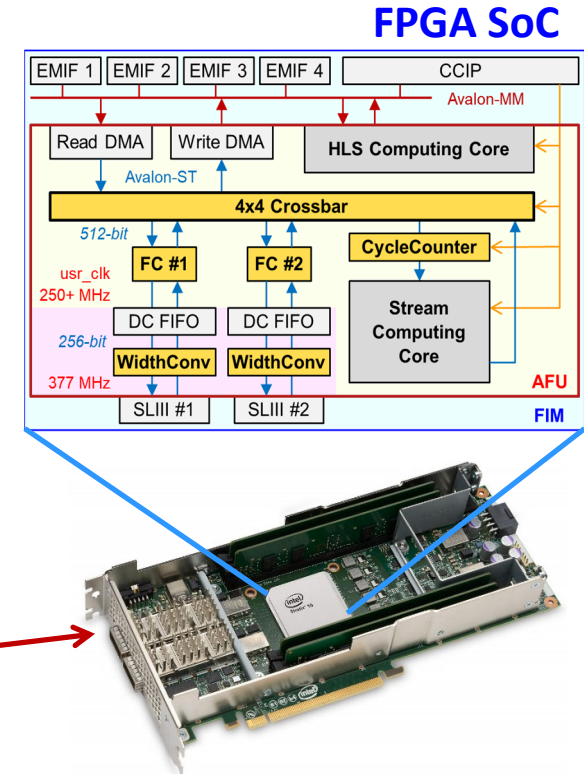 FPGA SoC
EMIF 1 EMIF 2 EMIF 3 EMIF 4 CCIP
Avalon-MM
Read DMA Write DMA HLS Computing Core
Avalon-ST
4x4 Crossbar
512-bit
FC #1 FC #2 CycleCounter
usr_clk
250+ MHz
DC FIFO DC FIFO Stream
Computing
Core
256-bit
WidthConv WidthConv
377 MHz AFU
SLIII #1 SLIII #2 FIM
intel
Stratix 10
intel